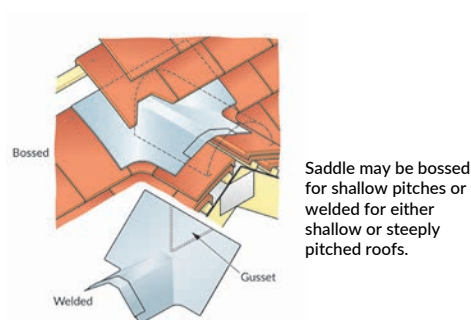 Bossed
Saddle may be bossed
for shallow pitches or
welded for either
shallow or steeply
pitched roofs.
Gusset
Welded